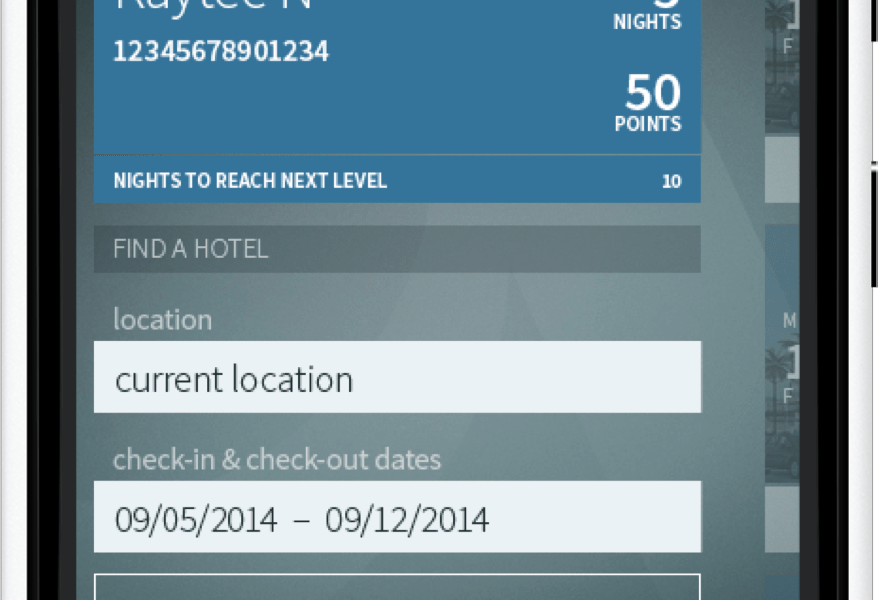 Kaylee N
NIGHTS
12345678901234
50
POINTS
NIGHTS TO REACH NEXT LEVEL 10
FIND A HOTEL
location
current location
check-in & check-out dates
09/05/2014 – 09/12/2014
M
F
F